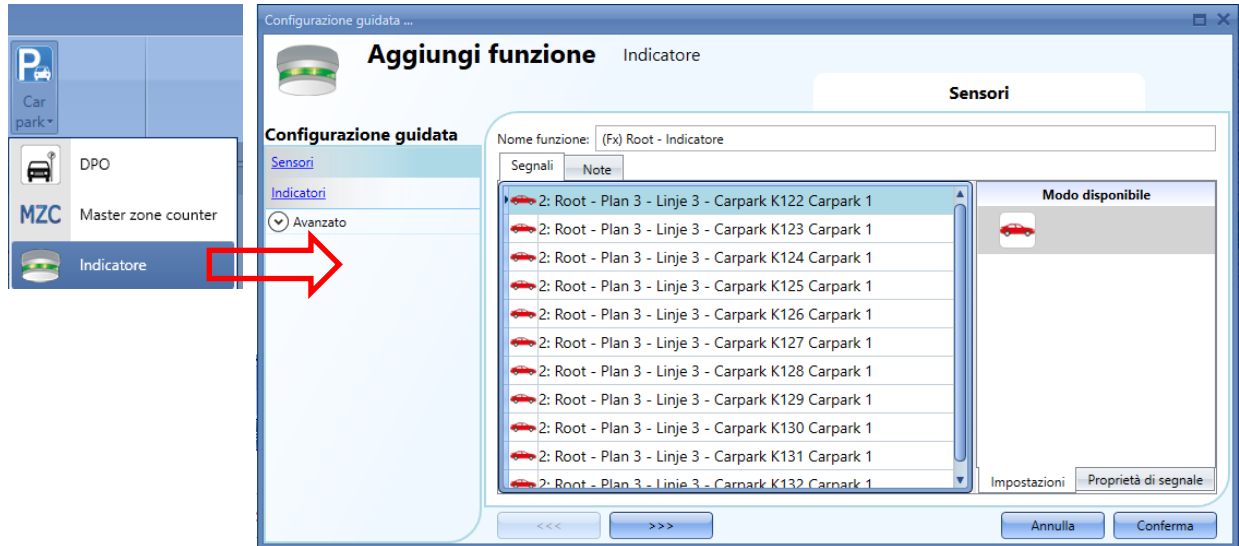 Car
park
DPO
MZC Master zone counter
Indicatore
Configurazione guidata ...
Aggiungi funzione Indicatore
Sensori
Configurazione guidata
Sensori
Indicatori
Avanzato
Nome funzione: (Fx) Root - Indicatore
Segnali Note
2: Root - Plan 3 - Linje 3 - Carpark K122 Carpark 1
2: Root - Plan 3 - Linje 3 - Carpark K123 Carpark 1
2: Root - Plan 3 - Linje 3 - Carpark K124 Carpark 1
2: Root - Plan 3 - Linje 3 - Carpark K125 Carpark 1
2: Root - Plan 3 - Linje 3 - Carpark K126 Carpark 1
2: Root - Plan 3 - Linje 3 - Carpark K127 Carpark 1
2: Root - Plan 3 - Linje 3 - Carpark K128 Carpark 1
2: Root - Plan 3 - Linje 3 - Carpark K129 Carpark 1
2: Root - Plan 3 - Linje 3 - Carpark K130 Carpark 1
2: Root - Plan 3 - Linje 3 - Carpark K131 Carpark 1
2: Root - Plan 3 - Linje 3 - Carpark K132 Carpark 1
Modo disponibile
Impostazioni Proprietà di segnale
<<< >>> Annulla Conferma